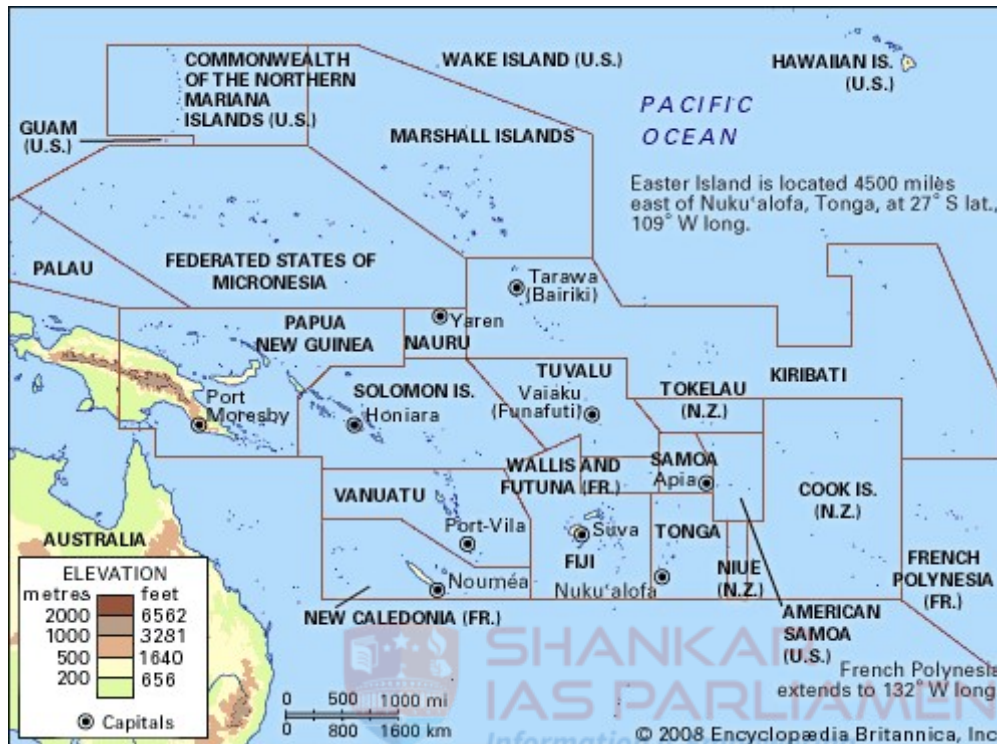 COMMONWEALTH
OF THE NORTHERN
MARIANA
ISLANDS (U.S.)
WAKE ISLAND (U.S.)
HAWAIIAN IS.
(U.S.)
GUAM
(U.S.)
MARSHALL ISLANDS
PACIFIC
OCEAN
Easter Island is located 4500 miles
east of Nukuʻalofa, Tonga, at 27° S lat.,
109° W long.
PALAU
FEDERATED STATES OF
MICRONESIA
Tarawa
(Bairiki)
PAPUA
NEW GUINEA
Yaren
NAURU
KIRIBATI
TUVALU
Vaiaku
(Funafuti)
TOKELAU
(N.Z.)
Port
Moresby
SOLOMON IS.
Honiara
WALLIS AND
FUTUNA (FR.)
SAMOA
Apia
COOK IS.
(N.Z.)
VANUATU
Port-Vila
Suva
FIJI
TONGA
Nukuʻalofa
NIUE
(N.Z.)
FRENCH
POLYNESIA
(FR.)
AUSTRALIA
Nouméa
NEW CALEDONIA (FR.)
AMERICAN
SAMOA
(U.S.)
French Polynesia
extends to 132° W long.
ELEVATION
metres feet
2000 6562
1000 3281
500 1640
200 656
Capitals
0 500 1000 mi
0 800 1600 km
SHANKAR
IAS PARLIAMEN
© 2008 Encyclopædia Britannica, Inc